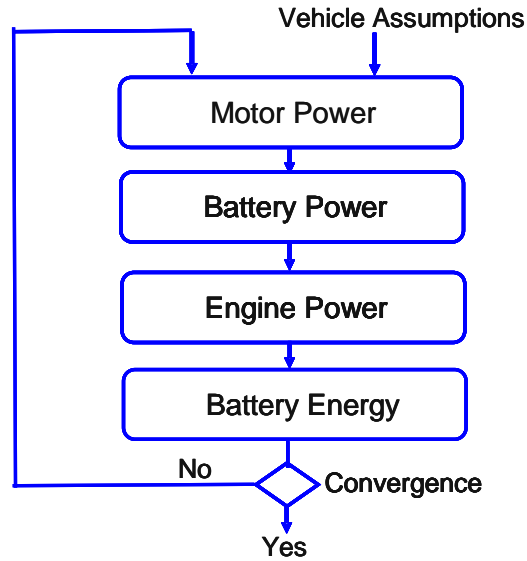 Vehicle Assumptions
Motor Power
Battery Power
Engine Power
Battery Energy
No
Convergence
Yes